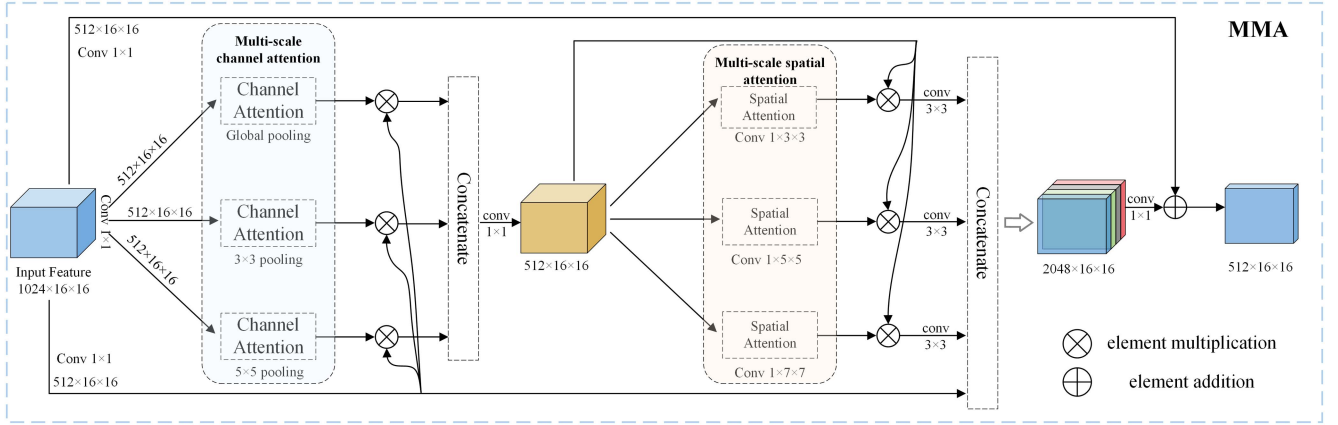 MMA
512×16×16
Conv 1×1
Multi-scale
channel attention
Channel
Attention
Global pooling
512×16×16
Conv 1×1
512×16×16
Channel
Attention
3×3 pooling
512×16×16
Channel
Attention
5×5 pooling
Input Feature
1024×16×16
Conv 1×1
512×16×16
Concatenate
conv
1×1
512×16×16
Multi-scale spatial
attention
Spatial
Attention
Conv 1×3×3
Spatial
Attention
Conv 1×5×5
Spatial
Attention
Conv 1×7×7
conv
3×3
conv
3×3
conv
3×3
Concatenate
2048×16×16
conv
1×1
512×16×16
element multiplication
element addition